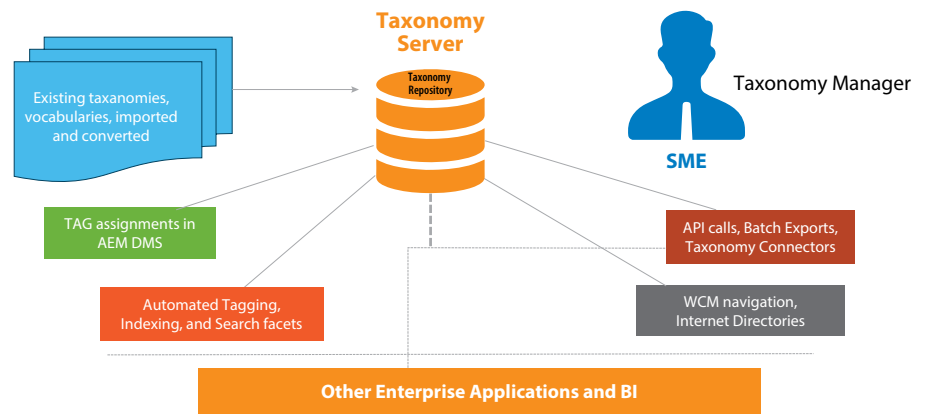 Taxonomy
Server
Taxonomy
Repository
Existing taxanomies,
vocabularies, imported
and converted
Taxonomy Manager
SME
TAG assignments in
AEM DMS
API calls, Batch Exports,
Taxonomy Connectors
Automated Tagging,
Indexing, and Search facets
WCM navigation,
Internet Directories
Other Enterprise Applications and BI